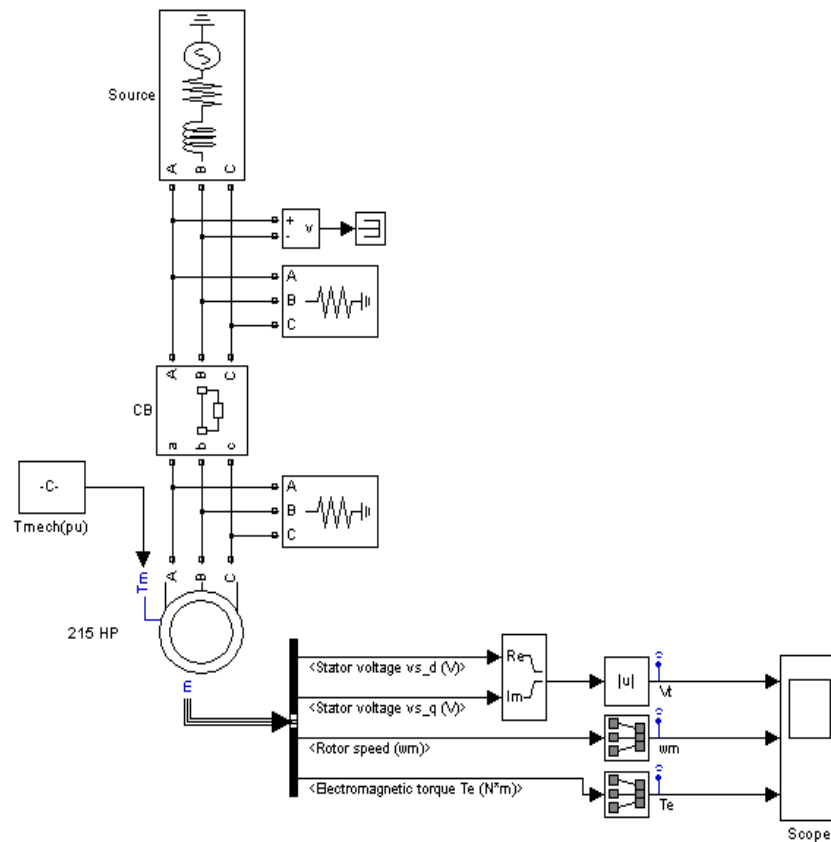 Source
A B C
+
-
v
A
B
C
A B C
CB
a b c
-C-
Tmech(pu)
A
B
C
Tm
A B C
215 HP
m
<Stator voltage vs_d (V)>
Re
<Stator voltage vs_q (V)>
Im
|u|
Vt
<Rotor speed (wm)>
wm
<Electromagnetic torque Te (N*m)>
Te
Scope